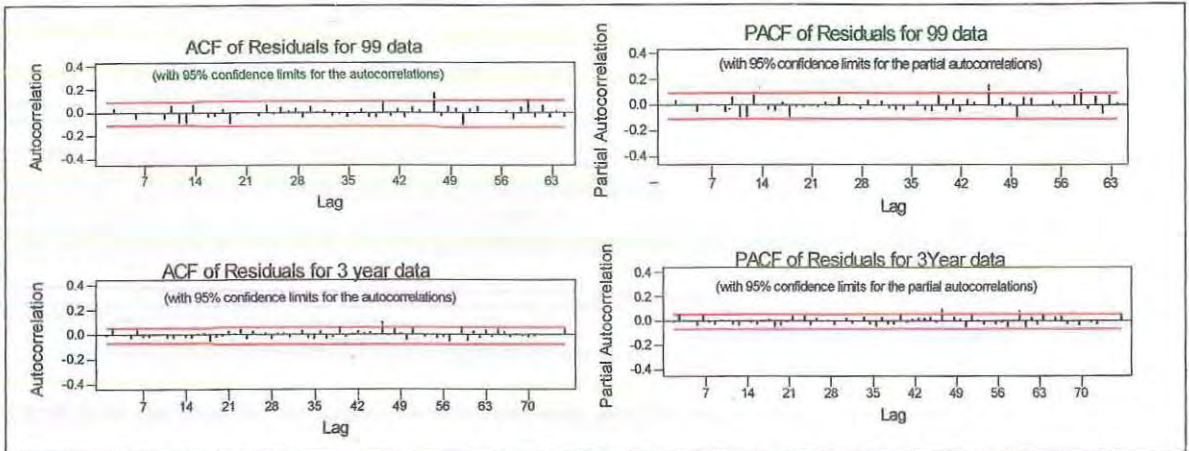 ACF of Residuals for 99 data
(with 95% confidence limits for the autocorrelations)
Autocorrelation
0.4
0.2
0.0
-0.2
-0.4
7 14 21 28 35 42 49 56 63
Lag
PACF of Residuals for 99 data
(with 95% confidence limits for the partial autocorrelations)
Partial Autocorrelation
0.4
0.2
0.0
-0.2
-0.4
7 14 21 28 35 42 49 56 63
Lag
ACF of Residuals for 3 year data
(with 95% confidence limits for the autocorrelations)
Autocorrelation
0.4
0.2
0.0
-0.2
-0.4
7 14 21 28 35 42 49 56 63 70
Lag
PACF of Residuals for 3Year data
(with 95% confidence limits for the partial autocorrelations)
Partial Autocorrelation
0.4
0.2
0.0
-0.2
-0.4
7 14 21 28 35 42 49 56 63 70
Lag